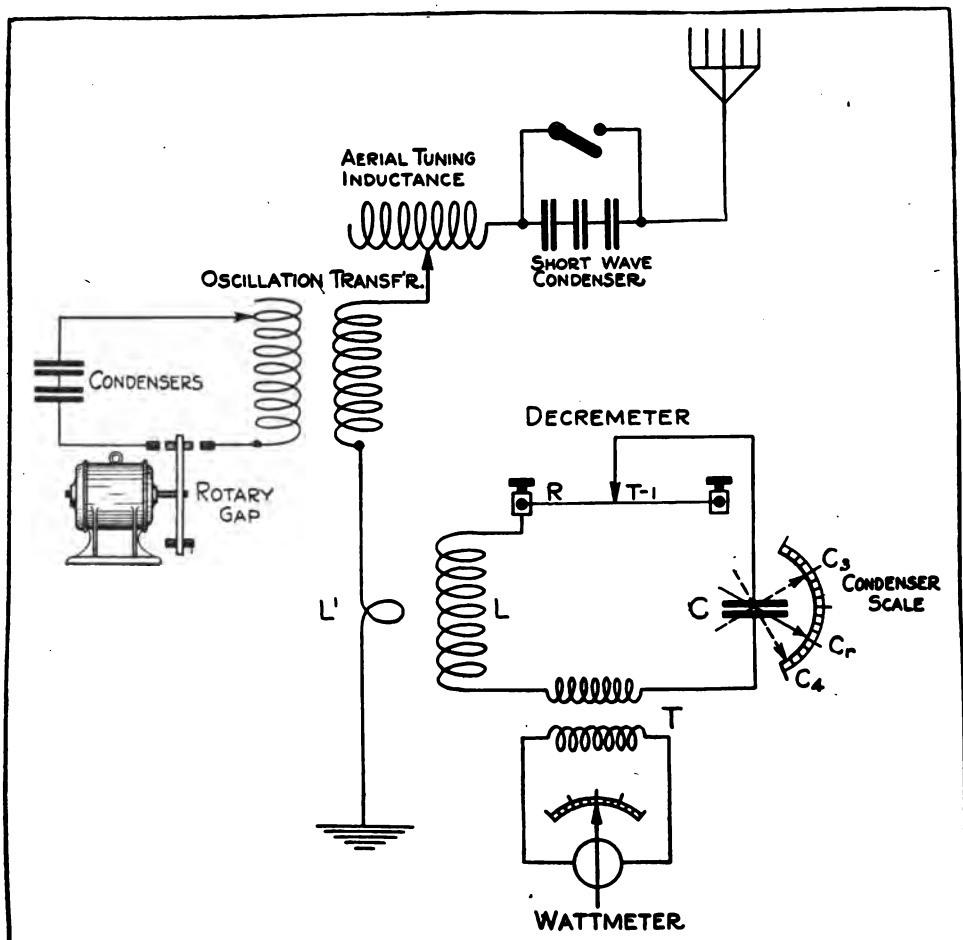 AERIAL TUNING
INDUCTANCE
SHORT WAVE
CONDENSER
OSCILLATION TRANSF'R.
CONDENSERS
ROTARY
GAP
DECREMETER
R T-1
L' L C
C3
CONDENSER
SCALE
Cr
C4
T
WATTMETER